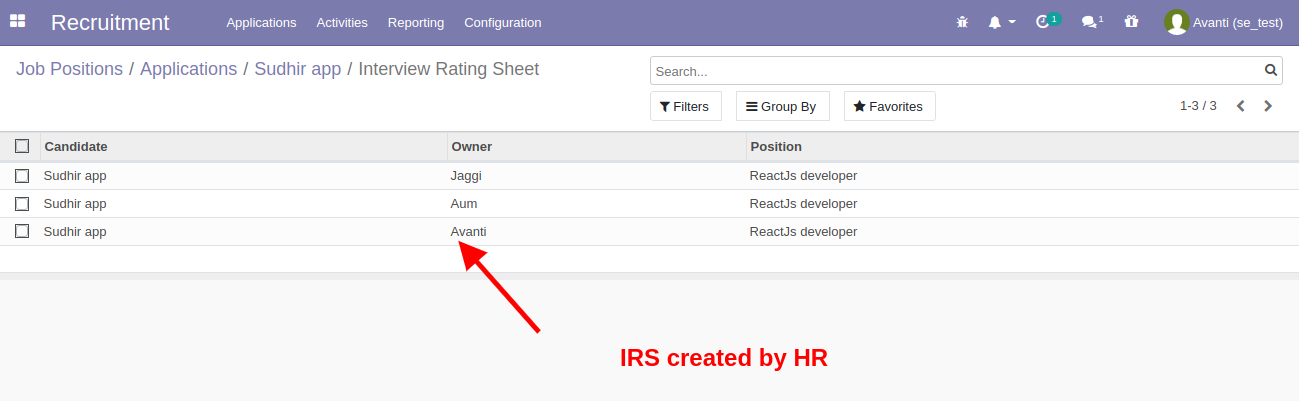 Recruitment Applications Activities Reporting Configuration 1 1 Avanti (se_test)
Job Positions / Applications / Sudhir app / Interview Rating Sheet
Search...
Filters Group By Favorites 1-3 / 3
Candidate Owner Position
Sudhir app Jaggi ReactJs developer
Sudhir app Aum ReactJs developer
Sudhir app Avanti ReactJs developer
IRS created by HR